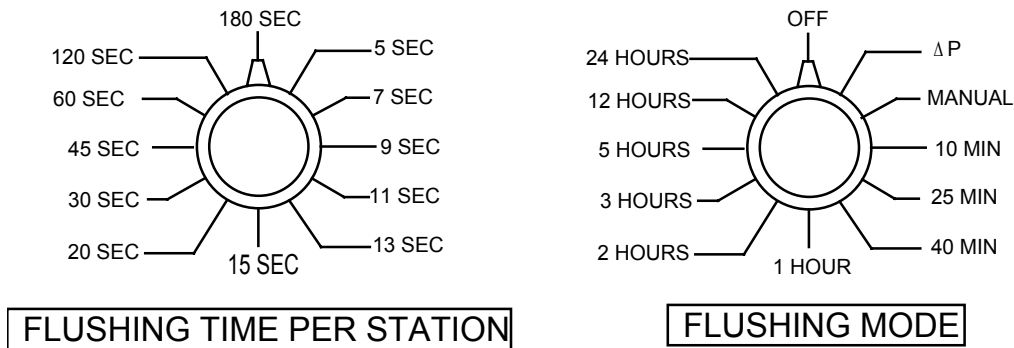 180 SEC
5 SEC
7 SEC
9 SEC
11 SEC
13 SEC
15 SEC
20 SEC
30 SEC
45 SEC
60 SEC
120 SEC
FLUSHING TIME PER STATION
OFF
Δ P
MANUAL
10 MIN
25 MIN
40 MIN
1 HOUR
2 HOURS
3 HOURS
5 HOURS
12 HOURS
24 HOURS
FLUSHING MODE